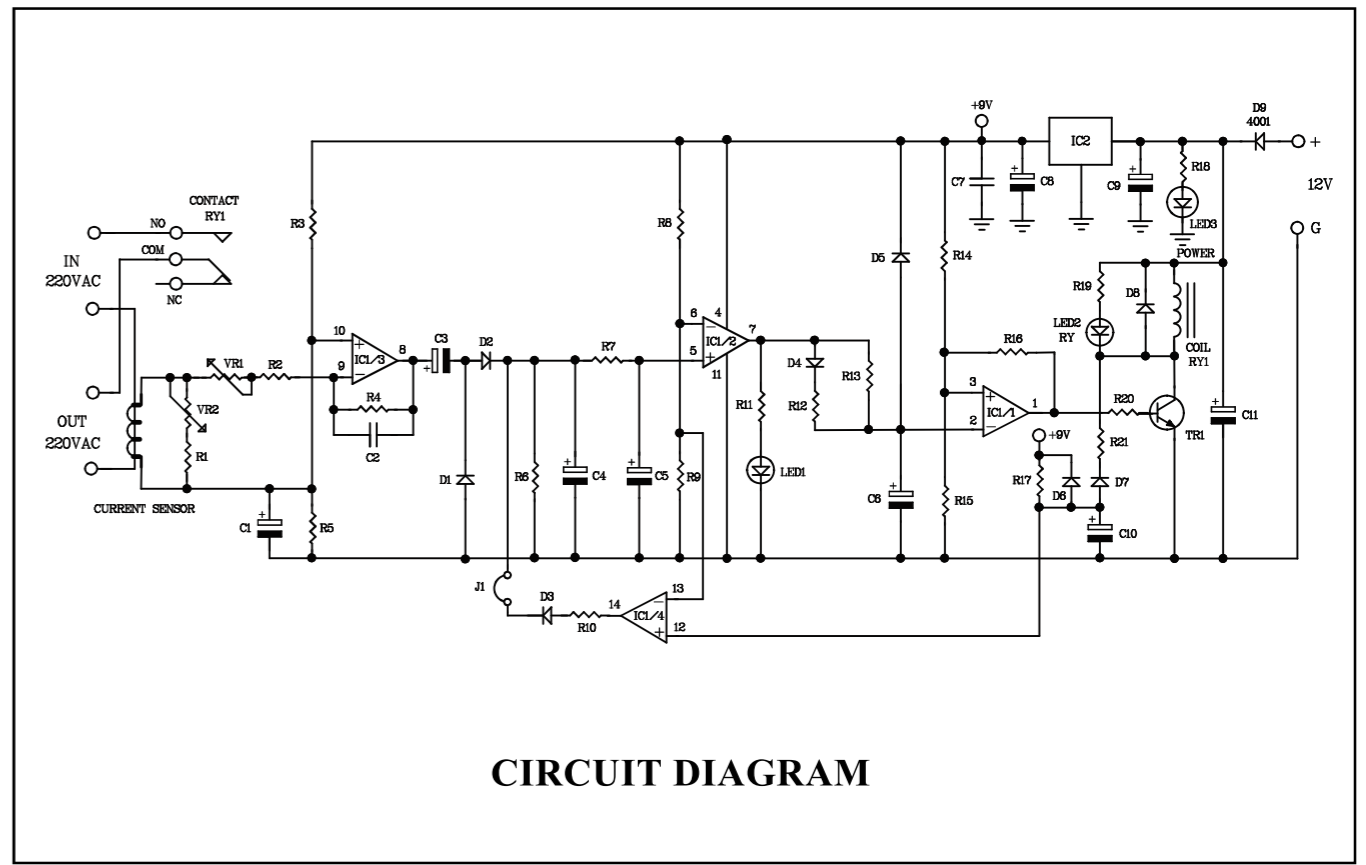 +9V
D9
4001
IC2
+
12V
G
C7
+
C8
+
C9
R18
LED3
POWER
CONTACT
RY1
NO
COM
NC
IN
220VAC
OUT
220VAC
CURRENT SENSOR
R3
R8
D5
R14
R19
D8
LED2
RY
COIL
RY1
VR1
R2
VR2
R1
10
+
9
−
IC1/3
8
C3
+
D2
R4
C2
R7
6
−
5
+
IC1/2
4
7
11
D4
R13
R12
R11
LED1
R16
3
+
2
−
IC1/1
1
R20
TR1
+
C11
+9V
R17
D6
R21
D7
+
C10
D1
R6
+
C4
+
C5
R9
+
C6
R15
+
C1
R5
J1
D3
R10
14
IC1/4
13
−
12
+
CIRCUIT DIAGRAM